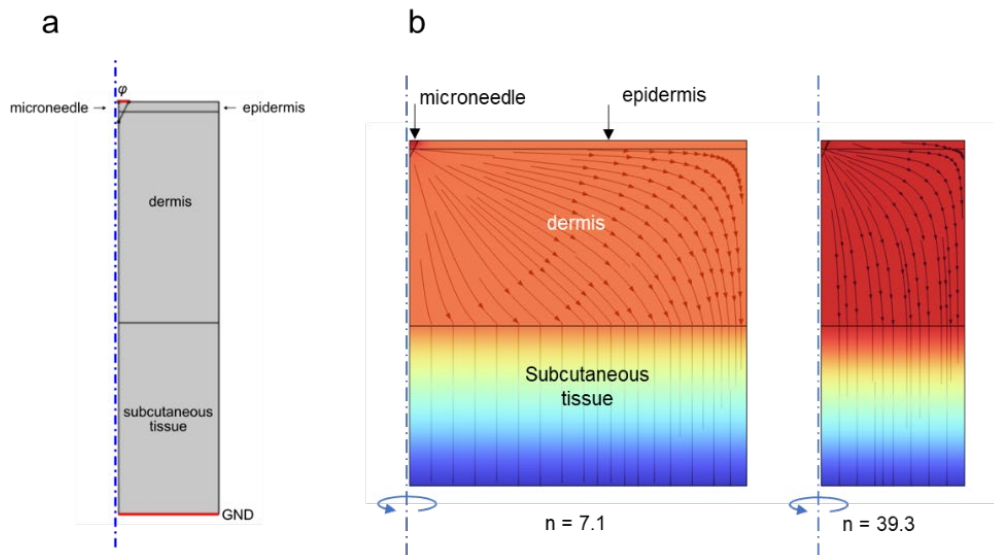 a
φ
microneedle
epidermis
dermis
subcutaneous
tissue
GND
b
microneedle
epidermis
dermis
Subcutaneous
tissue
n = 7.1
n = 39.3